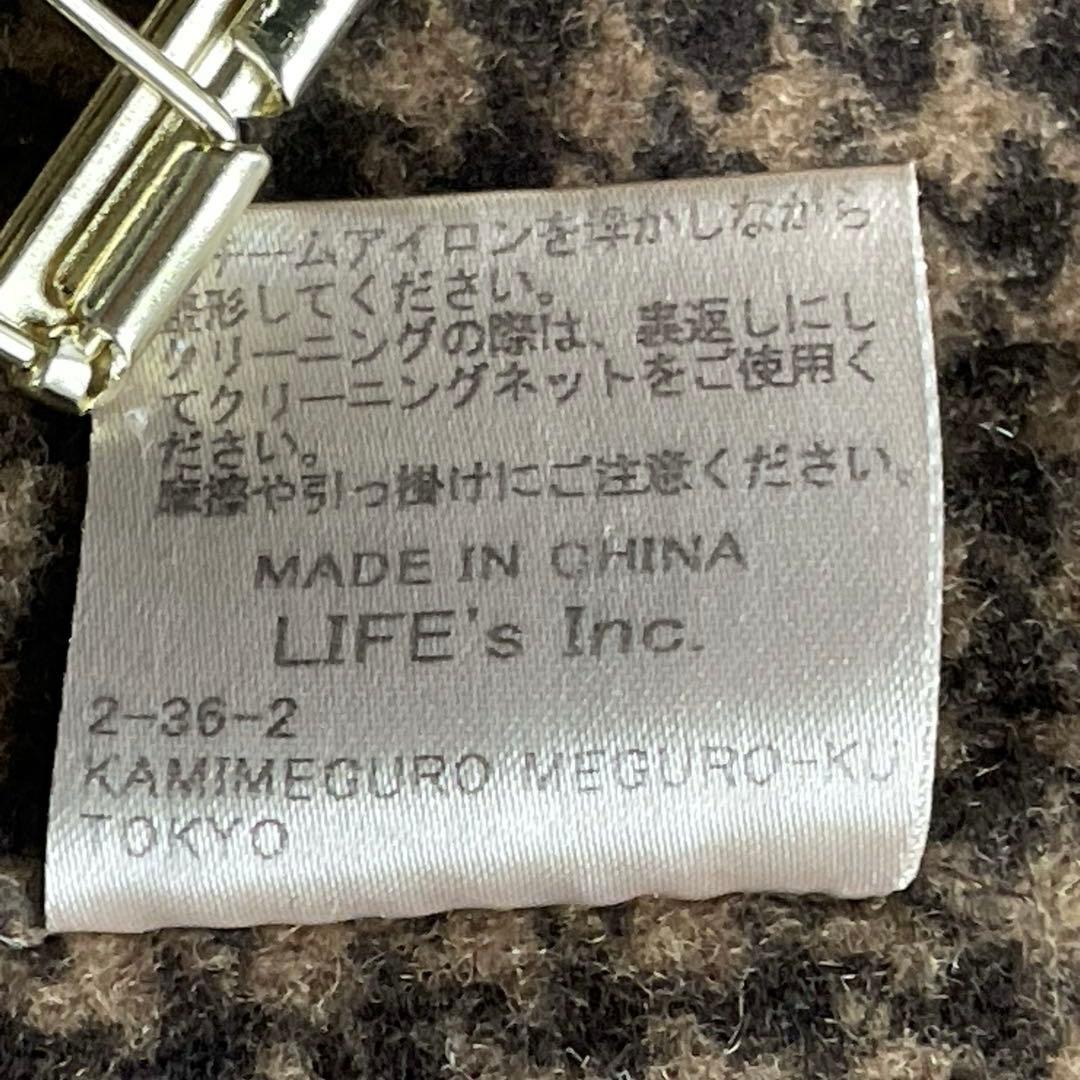 チームアイロンを浮かしながら
整形してください。
クリーニングの際は、裏返しにし
てクリーニングネットをご使用く
ださい。
摩擦や引っ掛けにご注意ください。
MADE IN CHINA
LIFE's Inc.
2-36-2
KAMIMEGURO MEGURO-KU
TOKYO